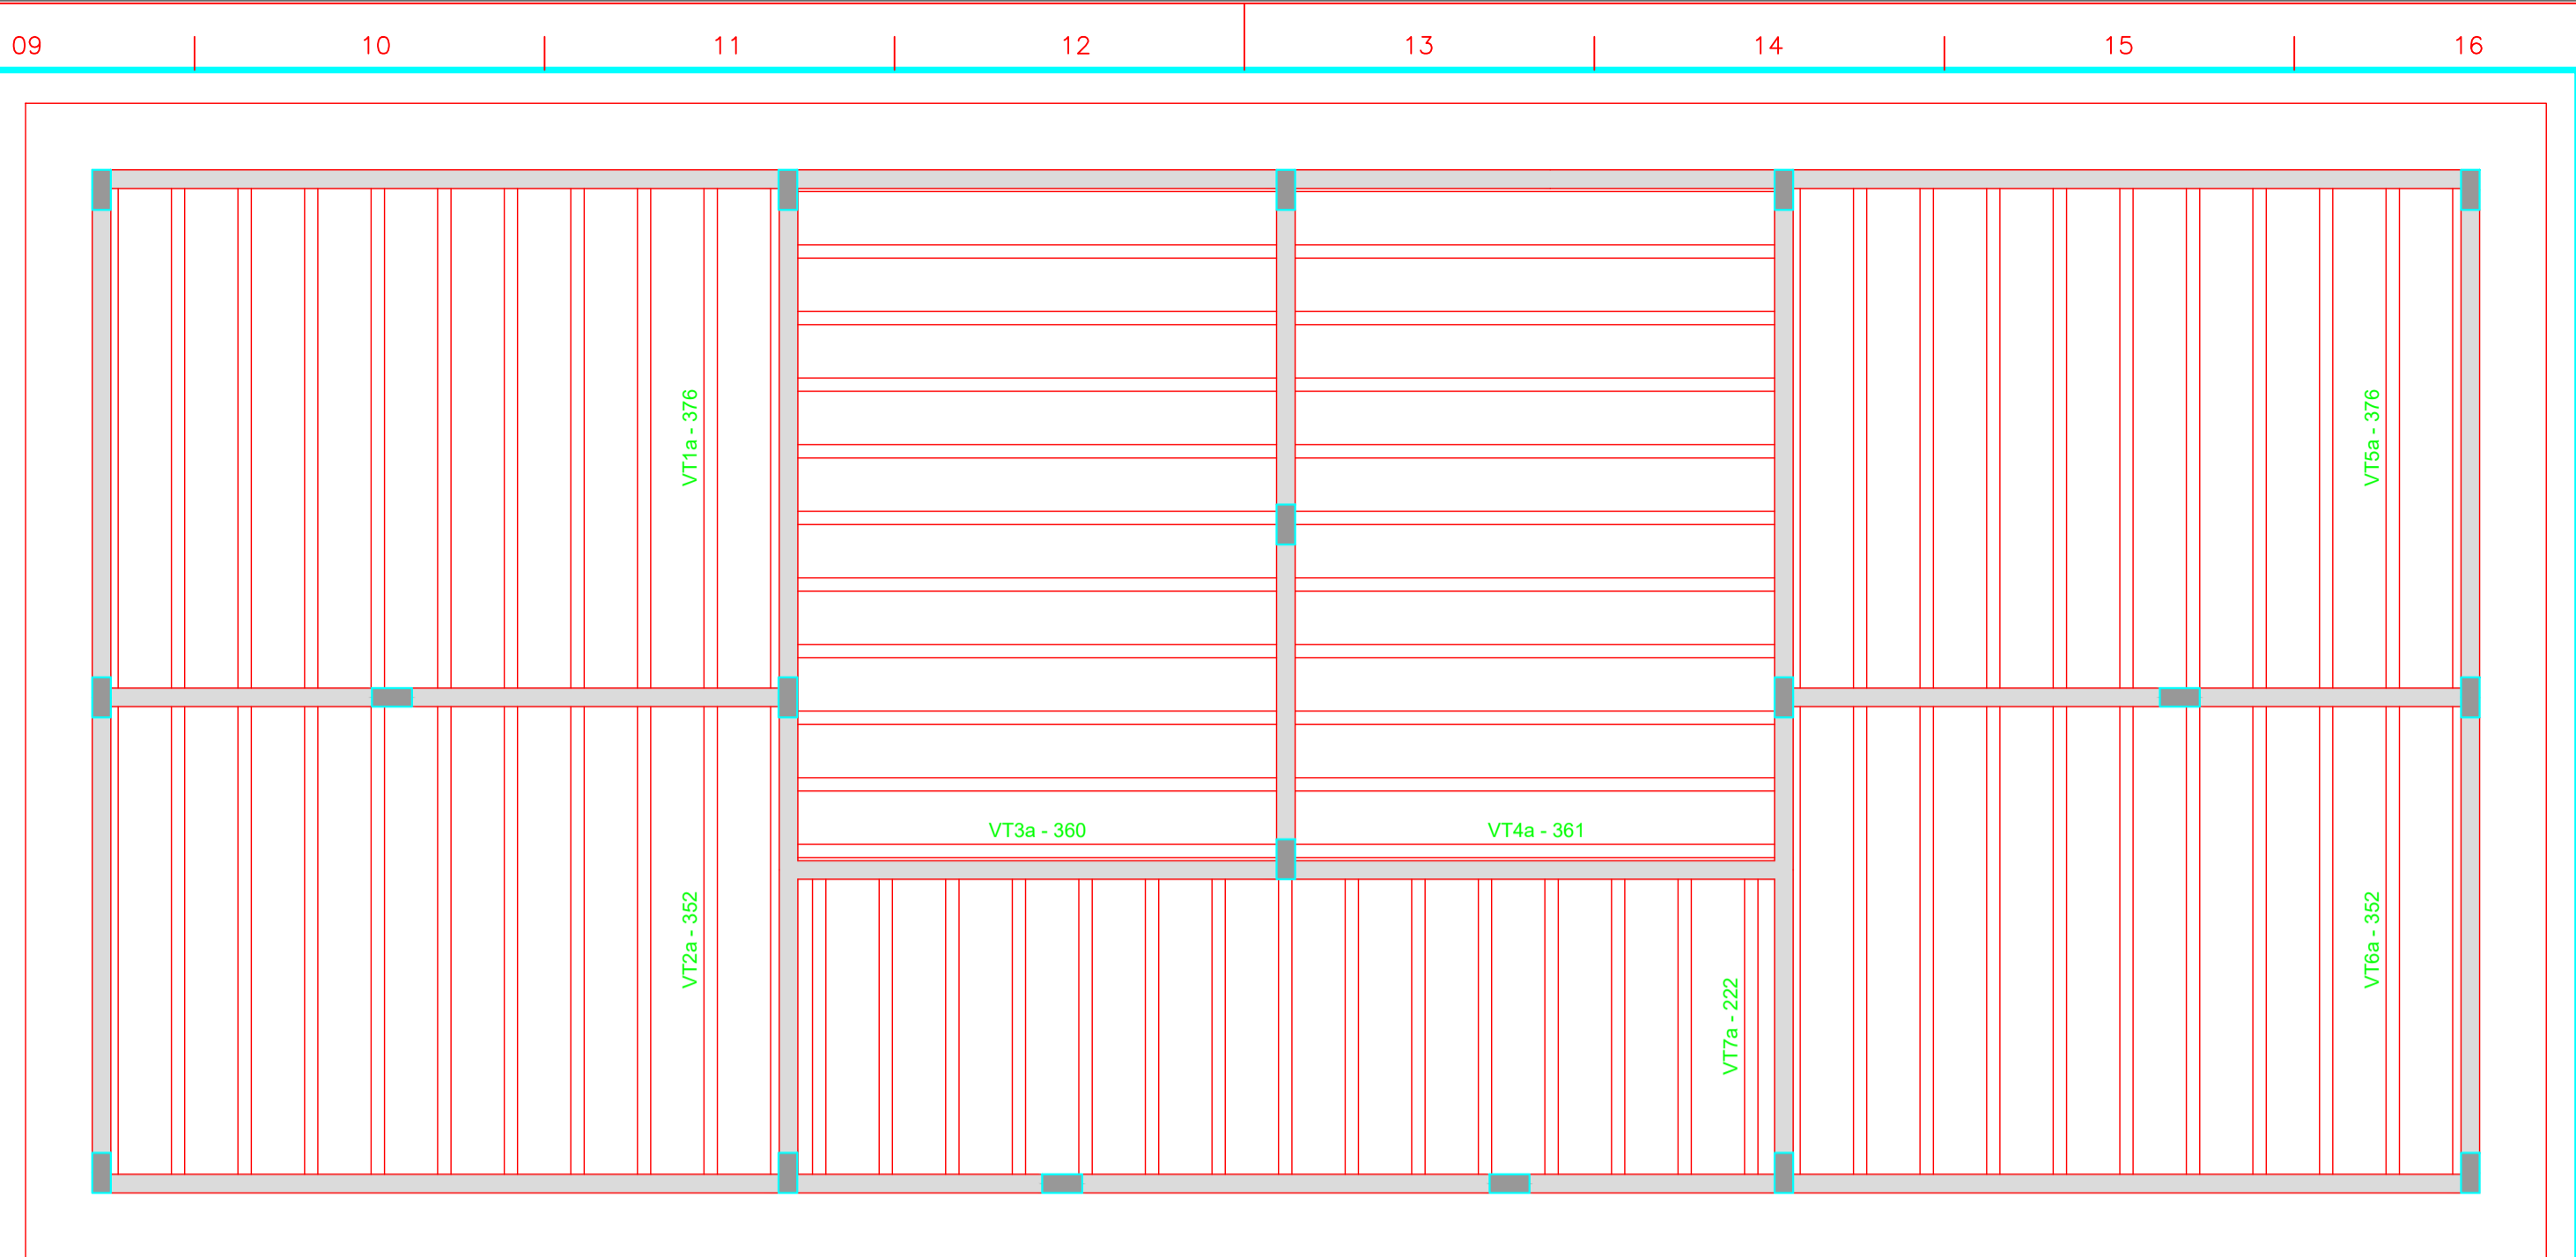 09 10 11 12 13 14 15 16
VT1a - 376
VT5a - 376
VT3a - 360
VT4a - 361
VT2a - 352
VT6a - 352
VT7a - 222